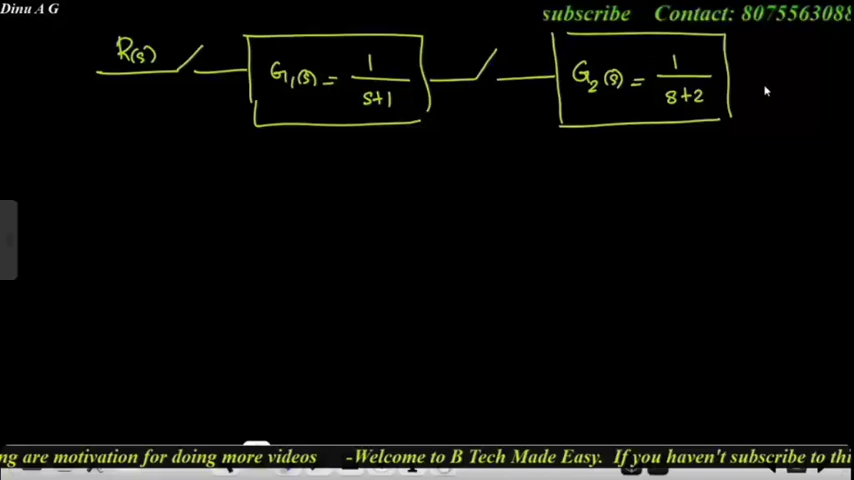 Dinu A G
subscribe Contact: 8075563088
R(s)
G1(s) = 1/(s+1)
G2(s) = 1/(s+2)
ng are motivation for doing more videos -Welcome to B Tech Made Easy. If you haven't subscribe to thi